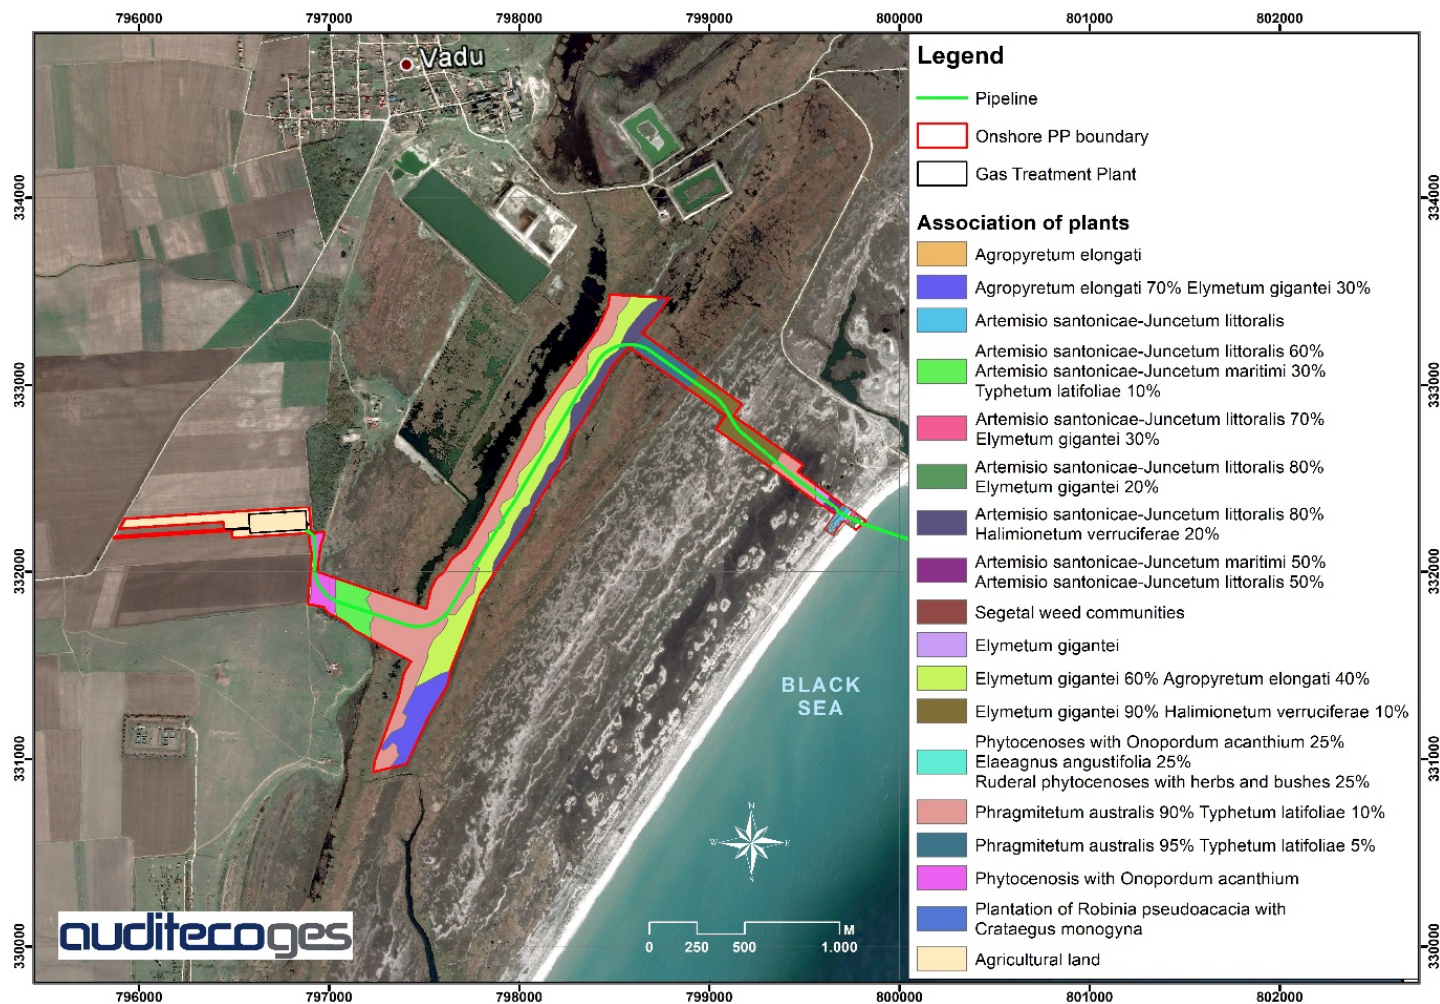 796000 797000 798000 799000 800000 801000 802000
Vadu
334000
333000
332000
331000
330000
BLACK
SEA
N
W E
S
M
0 250 500 1.000
auditecoges
Legend
Pipeline
Onshore PP boundary
Gas Treatment Plant
Association of plants
Agropyretum elongati
Agropyretum elongati 70% Elymetum gigantei 30%
Artemisio santonicae-Juncetum littoralis
Artemisio santonicae-Juncetum littoralis 60%
Artemisio santonicae-Juncetum maritimi 30%
Typhetum latifoliae 10%
Artemisio santonicae-Juncetum littoralis 70%
Elymetum gigantei 30%
Artemisio santonicae-Juncetum littoralis 80%
Elymetum gigantei 20%
Artemisio santonicae-Juncetum littoralis 80%
Halimionetum verruciferae 20%
Artemisio santonicae-Juncetum maritimi 50%
Artemisio santonicae-Juncetum littoralis 50%
Segetal weed communities
Elymetum gigantei
Elymetum gigantei 60% Agropyretum elongati 40%
Elymetum gigantei 90% Halimionetum verruciferae 10%
Phytocenoses with Onopordum acanthium 25%
Elaeagnus angustifolia 25%
Ruderal phytocenoses with herbs and bushes 25%
Phragmitetum australis 90% Typhetum latifoliae 10%
Phragmitetum australis 95% Typhetum latifoliae 5%
Phytocenosis with Onopordum acanthium
Plantation of Robinia pseudoacacia with
Crataegus monogyna
Agricultural land
334000
333000
332000
331000
330000
796000 797000 798000 799000 800000 801000 802000